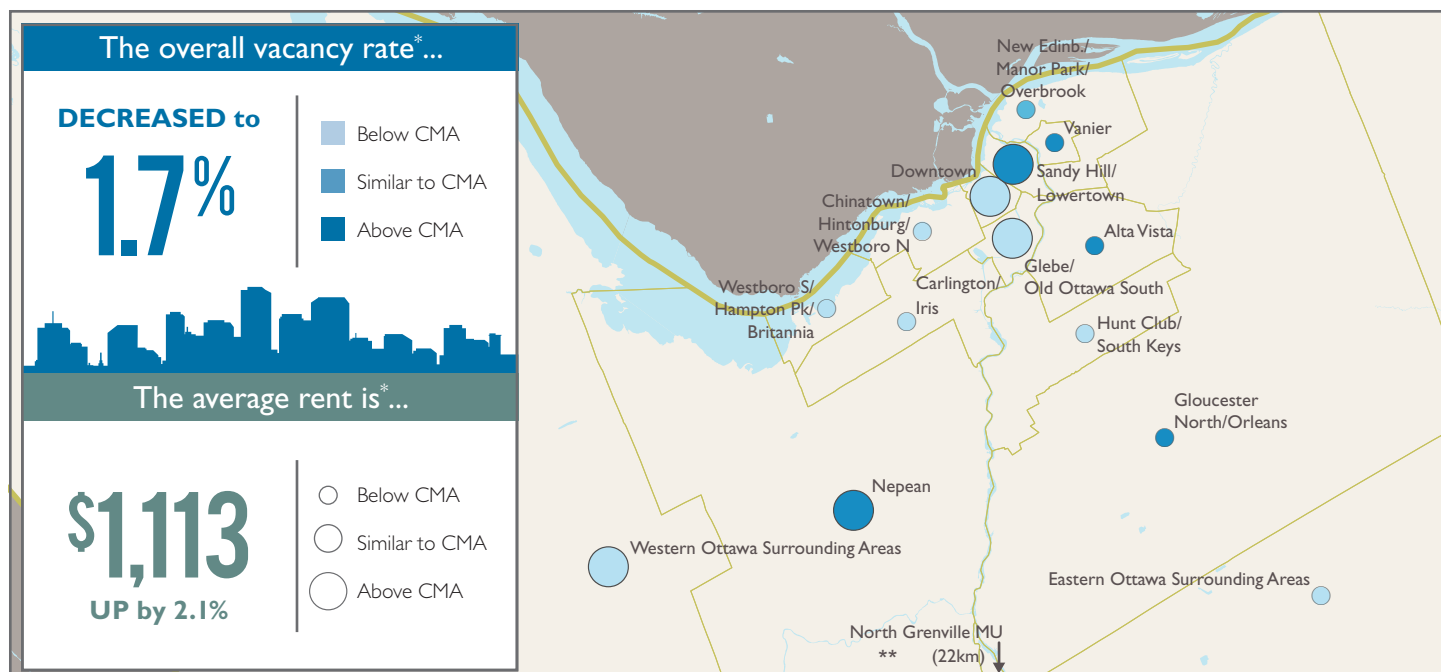 The overall vacancy rate*...
DECREASED to
1.7%
Below CMA
Similar to CMA
Above CMA
The average rent is*...
$1,113
UP by 2.1%
Below CMA
Similar to CMA
Above CMA
New Edinb./
Manor Park/
Overbrook
Vanier
Downtown
Sandy Hill/
Lowertown
Chinatown/
Hintonburg/
Westboro N
Alta Vista
Glebe/
Old Ottawa South
Westboro S/
Hampton Pk/
Britannia
Carlington/
Iris
Hunt Club/
South Keys
Gloucester
North/Orleans
Nepean
Western Ottawa Surrounding Areas
Eastern Ottawa Surrounding Areas
North Grenville MU
** (22km)